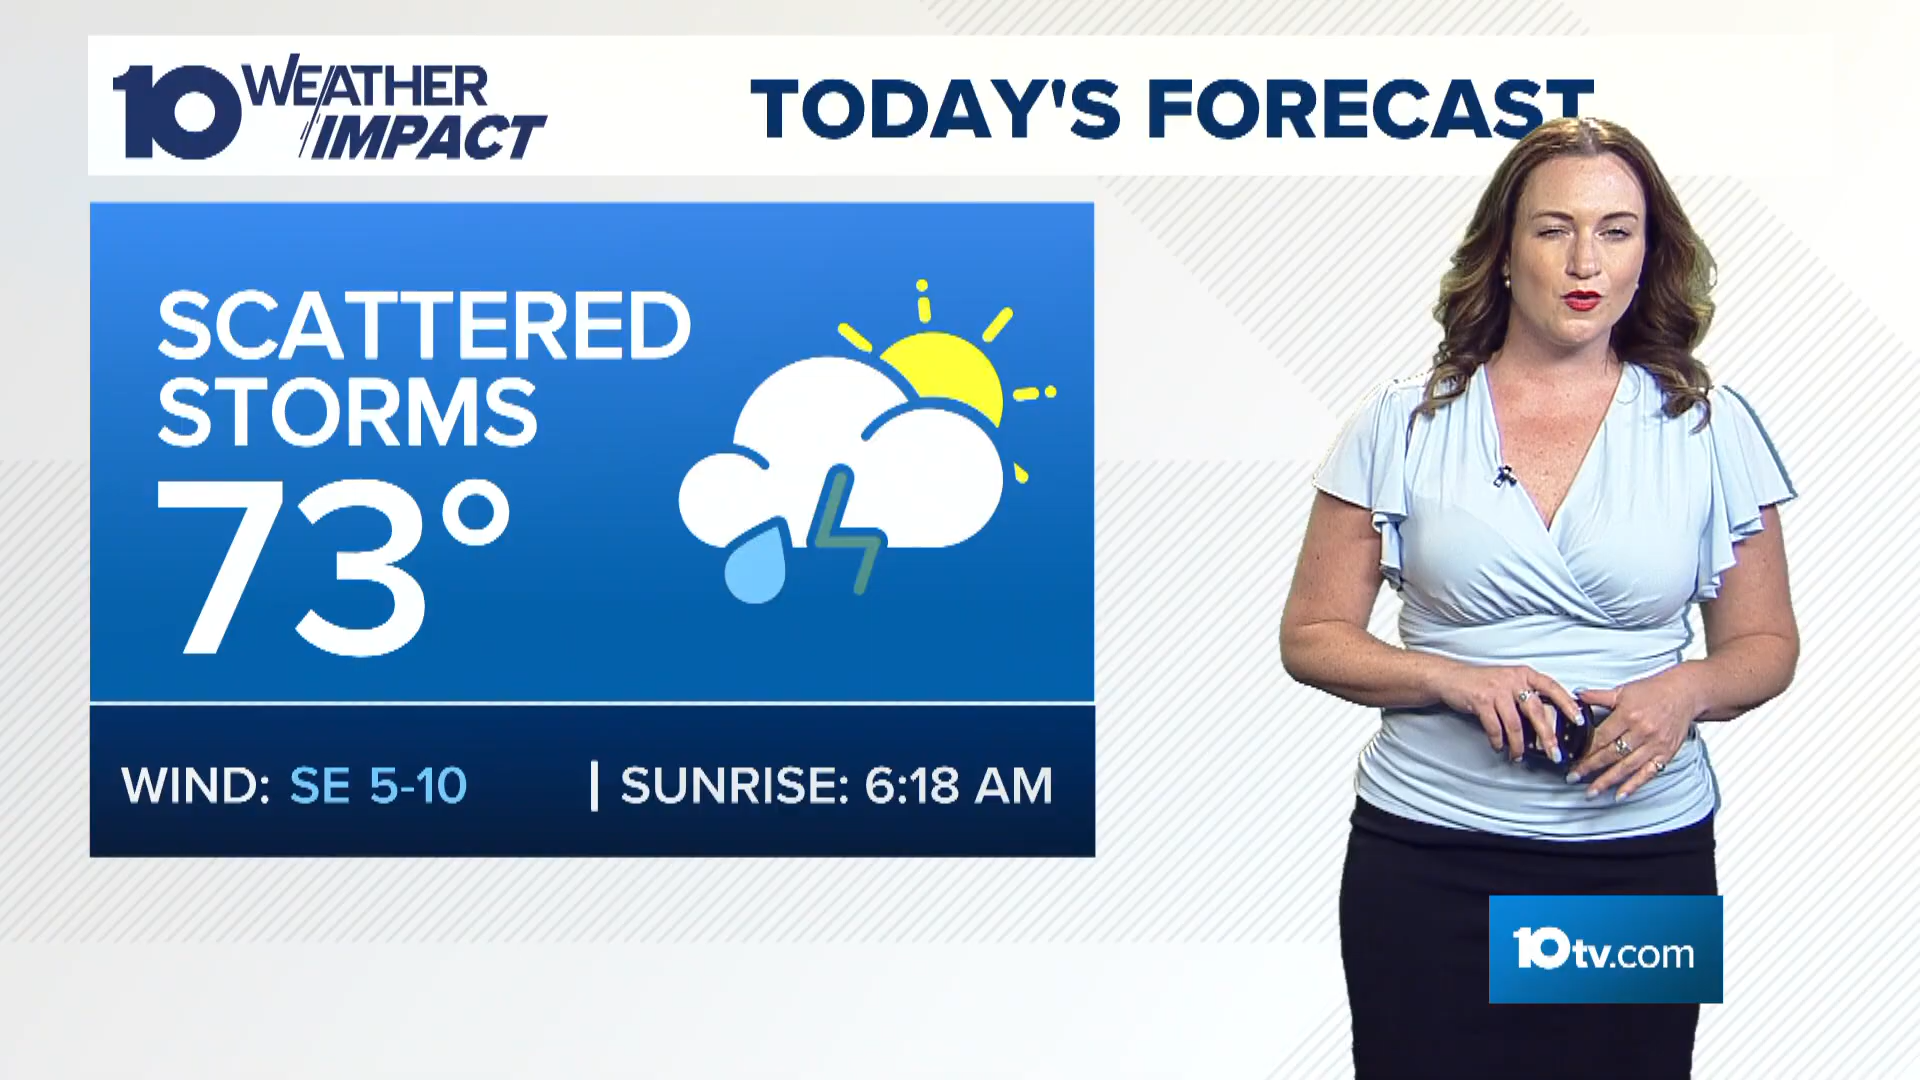 10 WEATHER
IMPACT
TODAY'S FORECAST
SCATTERED
STORMS
73°
WIND: SE 5-10 | SUNRISE: 6:18 AM
10tv.com